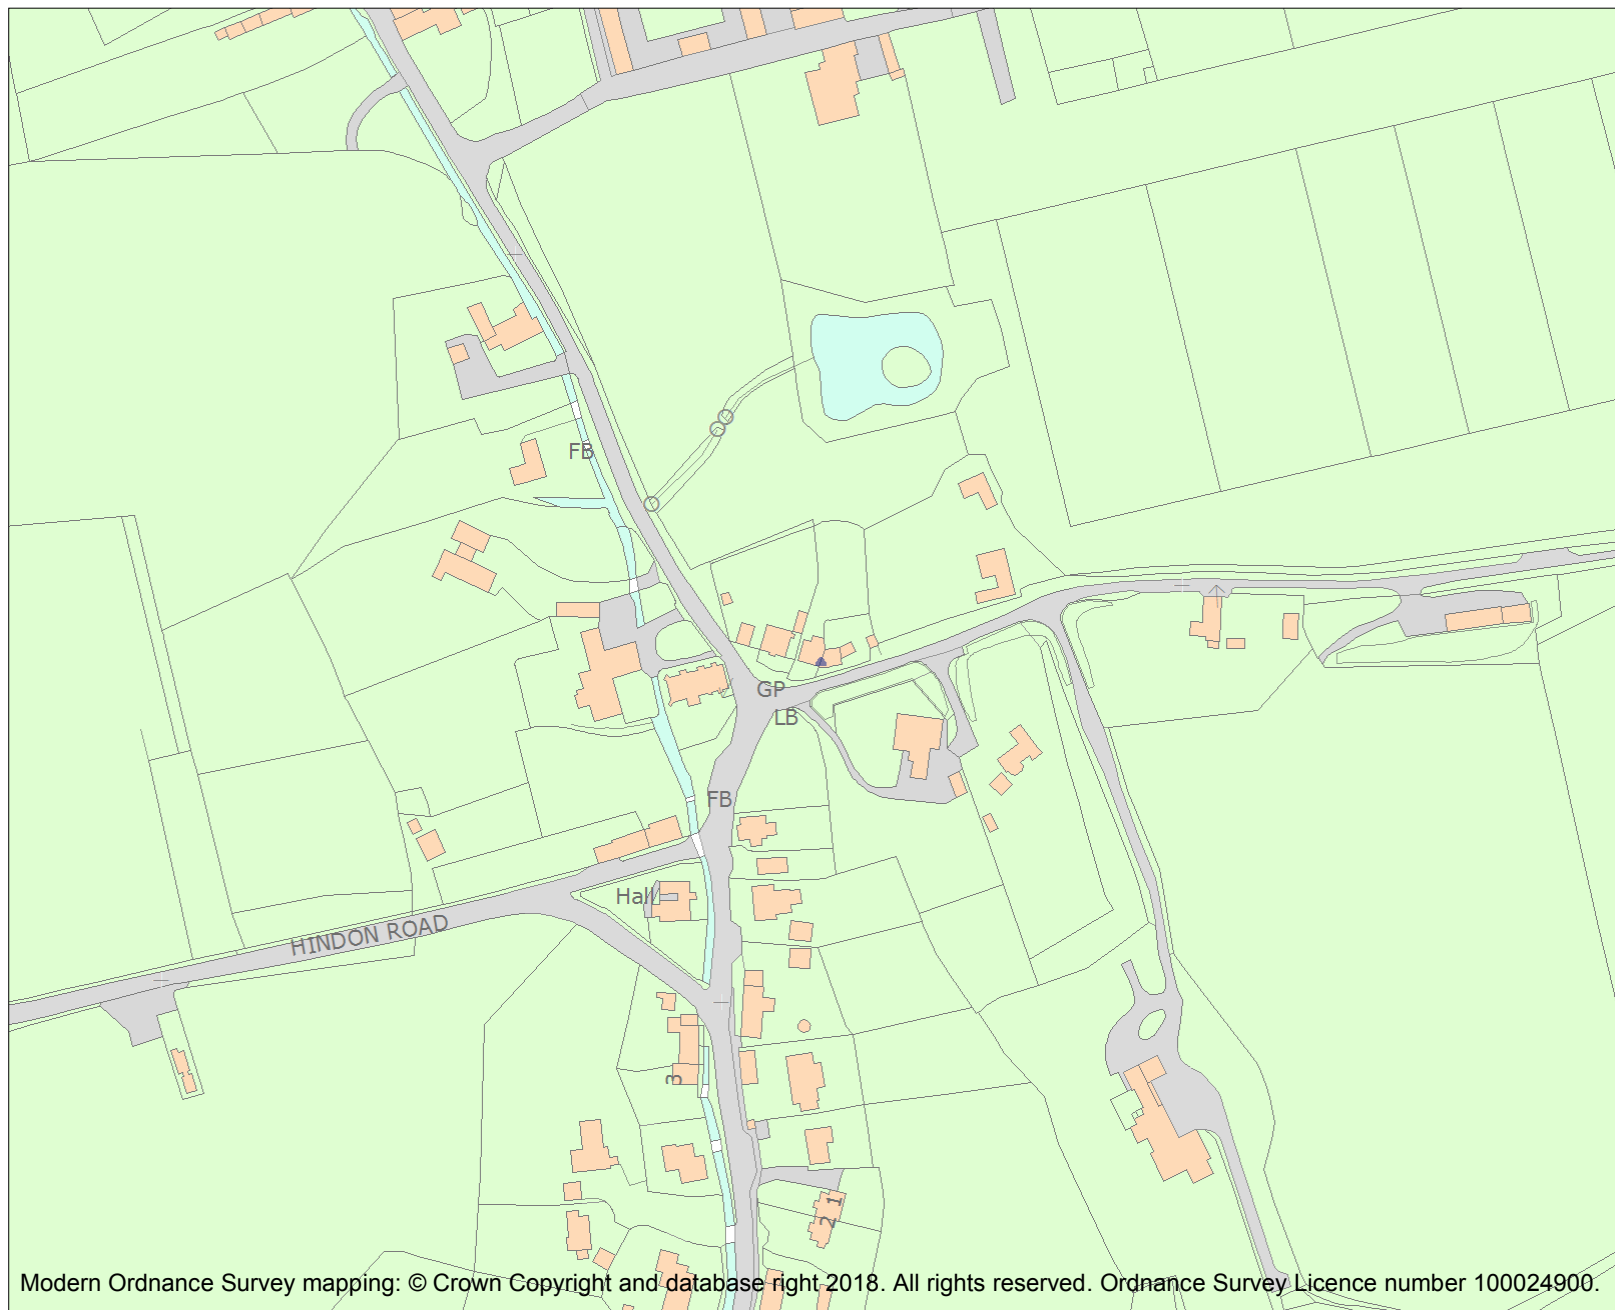 FB
GP
LB
FB
Hall
HINDON ROAD
3
1
2
Modern Ordnance Survey mapping: © Crown Copyright and database right 2018. All rights reserved. Ordnance Survey Licence number 100024900.